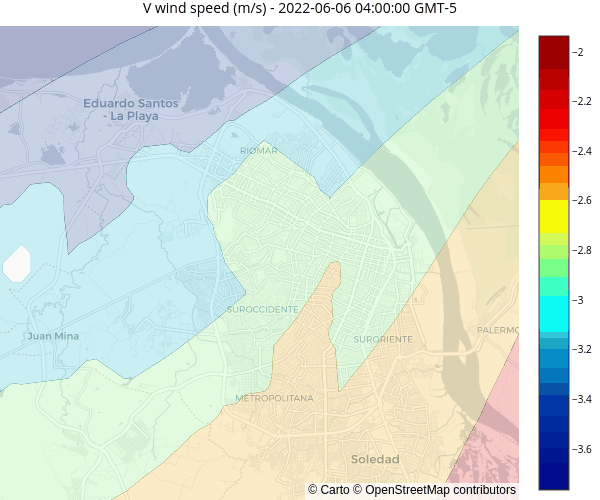 V wind speed (m/s) - 2022-06-06 04:00:00 GMT-5
Eduardo Santos
- La Playa
RIOMAR
SUROCCIDENTE
Juan Mina
SURORIENTE
PALERMO
METROPOLITANA
Soledad
© Carto © OpenStreetMap contributors
−2
−2.2
−2.4
−2.6
−2.8
−3
−3.2
−3.4
−3.6